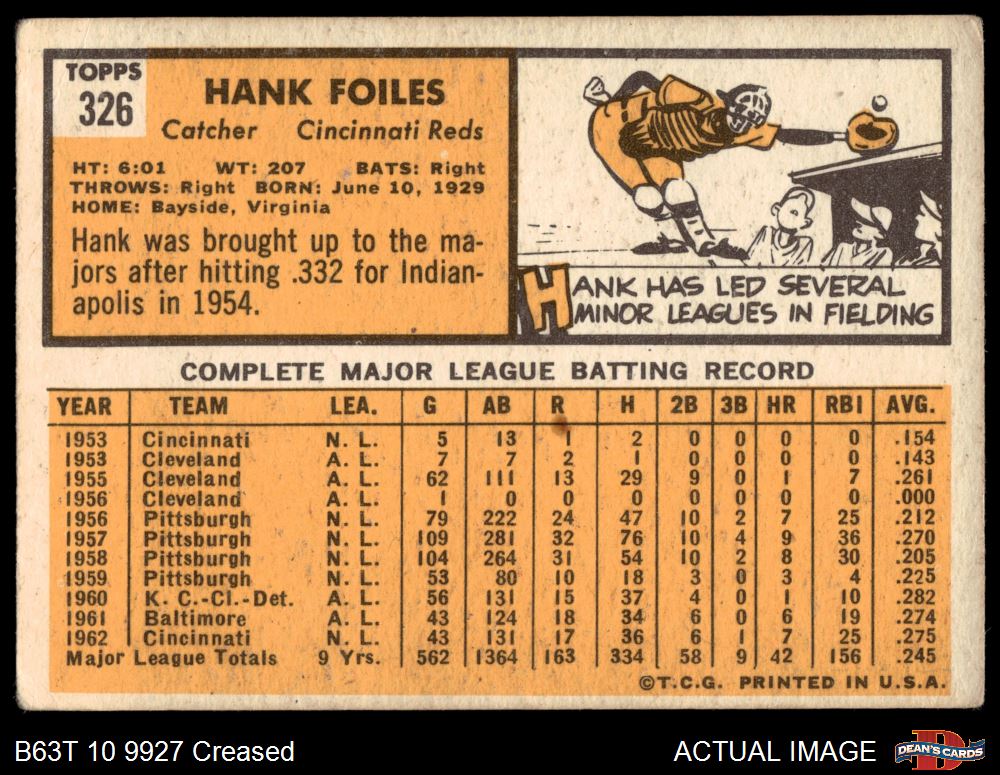 TOPPS
326
HANK FOILES
Catcher Cincinnati Reds
HT: 6:01 WT: 207 BATS: Right
THROWS: Right BORN: June 10, 1929
HOME: Bayside, Virginia
Hank was brought up to the ma-
jors after hitting .332 for Indian-
apolis in 1954.
HANK HAS LED SEVERAL
MINOR LEAGUES IN FIELDING
COMPLETE MAJOR LEAGUE BATTING RECORD
YEAR TEAM LEA. G AB R H 2B 3B HR RBI AVG.
1953 Cincinnati N. L. 5 13 1 2 0 0 0 0 .154
1953 Cleveland A. L. 7 7 2 1 0 0 0 0 .143
1955 Cleveland A. L. 62 111 13 29 9 0 1 7 .261
1956 Cleveland A. L. 1 0 0 0 0 0 0 0 .000
1956 Pittsburgh N. L. 79 222 24 47 10 2 7 25 .212
1957 Pittsburgh N. L. 109 281 32 76 10 4 9 36 .270
1958 Pittsburgh N. L. 104 264 31 54 10 2 8 30 .205
1959 Pittsburgh N. L. 53 80 10 18 3 0 3 4 .225
1960 K. C.-Cl.-Det. A. L. 56 131 15 37 4 0 1 10 .282
1961 Baltimore A. L. 43 124 18 34 6 0 6 19 .274
1962 Cincinnati N. L. 43 131 17 36 6 1 7 25 .275
Major League Totals 9 Yrs. 562 1364 163 334 58 9 42 156 .245
©T.C.G. PRINTED IN U.S.A.
B63T 10 9927 Creased
ACTUAL IMAGE
D
DEAN'S CARDS